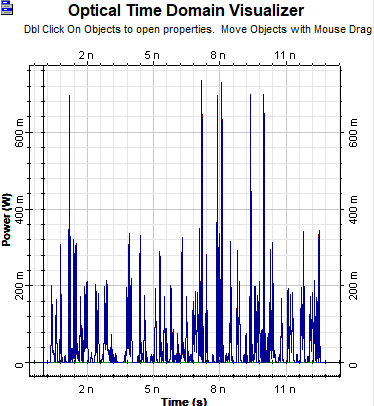 Optical Time Domain Visualizer
Dbl Click On Objects to open properties. Move Objects with Mouse Drag
2 n 5 n 8 n 11 n
600 m 600 m
400 m 400 m
Power (W)
200 m 200 m
0 0
2 n 5 n 8 n 11 n
Time (s)